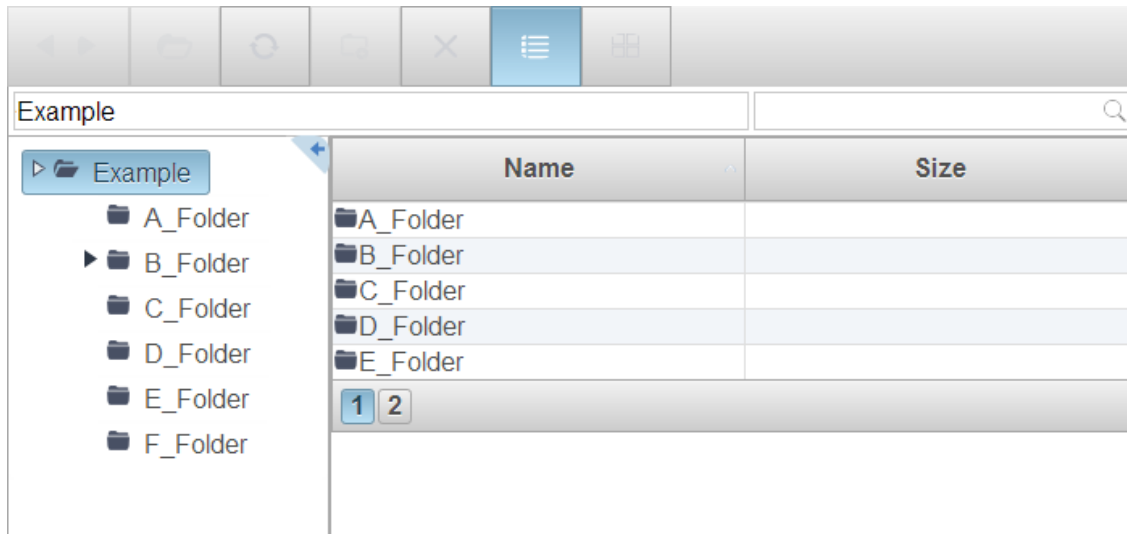 Example
Example
A_Folder
B_Folder
C_Folder
D_Folder
E_Folder
F_Folder
Name Size
A_Folder
B_Folder
C_Folder
D_Folder
E_Folder
1 2